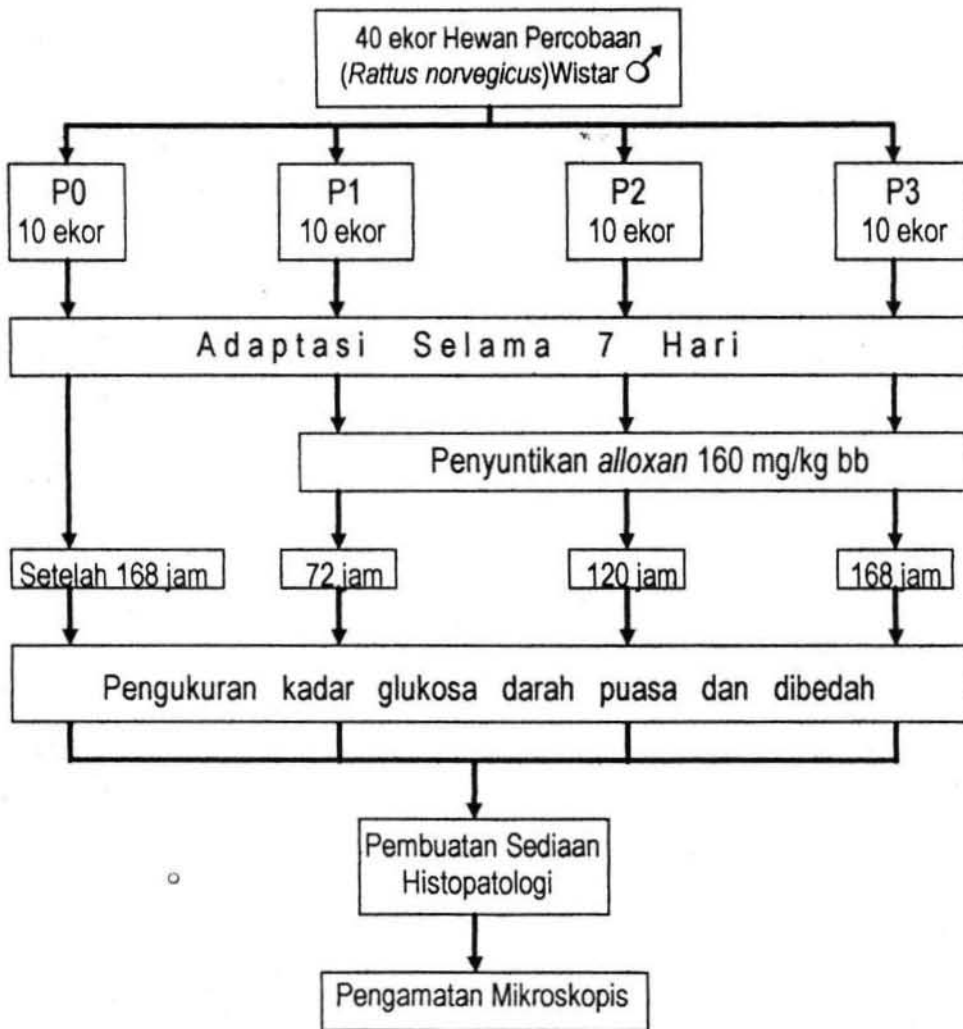 40 ekor Hewan Percobaan
(Rattus norvegicus)Wistar ♂
P0
10 ekor
P1
10 ekor
P2
10 ekor
P3
10 ekor
Adaptasi Selama 7 Hari
Penyuntikan alloxan 160 mg/kg bb
Setelah 168 jam
72 jam
120 jam
168 jam
Pengukuran kadar glukosa darah puasa dan dibedah
Pembuatan Sediaan
Histopatologi
Pengamatan Mikroskopis